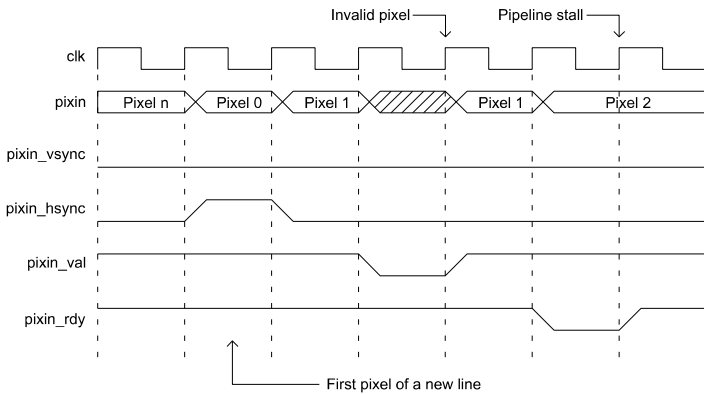 Invalid pixel Pipeline stall
clk
pixin Pixel n Pixel 0 Pixel 1 Pixel 1 Pixel 2
pixin_vsync
pixin_hsync
pixin_val
pixin_rdy
First pixel of a new line